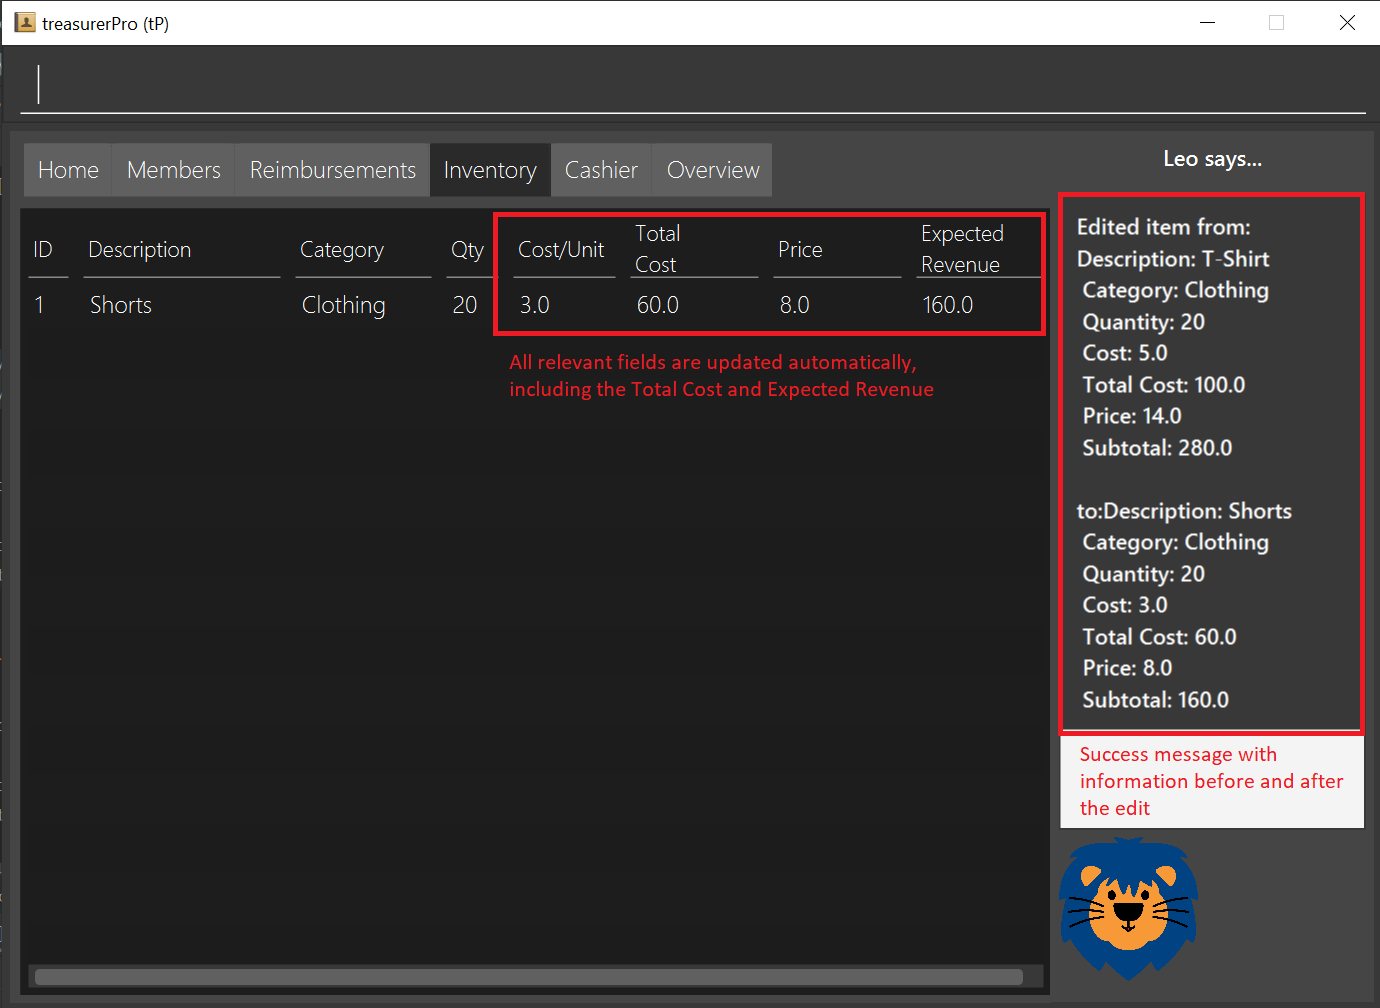 treasurerPro (tP)
Home Members Reimbursements Inventory Cashier Overview
ID Description Category Qty Cost/Unit Total Cost Price Expected Revenue
1 Shorts Clothing 20 3.0 60.0 8.0 160.0
All relevant fields are updated automatically,
including the Total Cost and Expected Revenue
Leo says...
Edited item from:
Description: T-Shirt
Category: Clothing
Quantity: 20
Cost: 5.0
Total Cost: 100.0
Price: 14.0
Subtotal: 280.0
to:Description: Shorts
Category: Clothing
Quantity: 20
Cost: 3.0
Total Cost: 60.0
Price: 8.0
Subtotal: 160.0
Success message with
information before and after
the edit